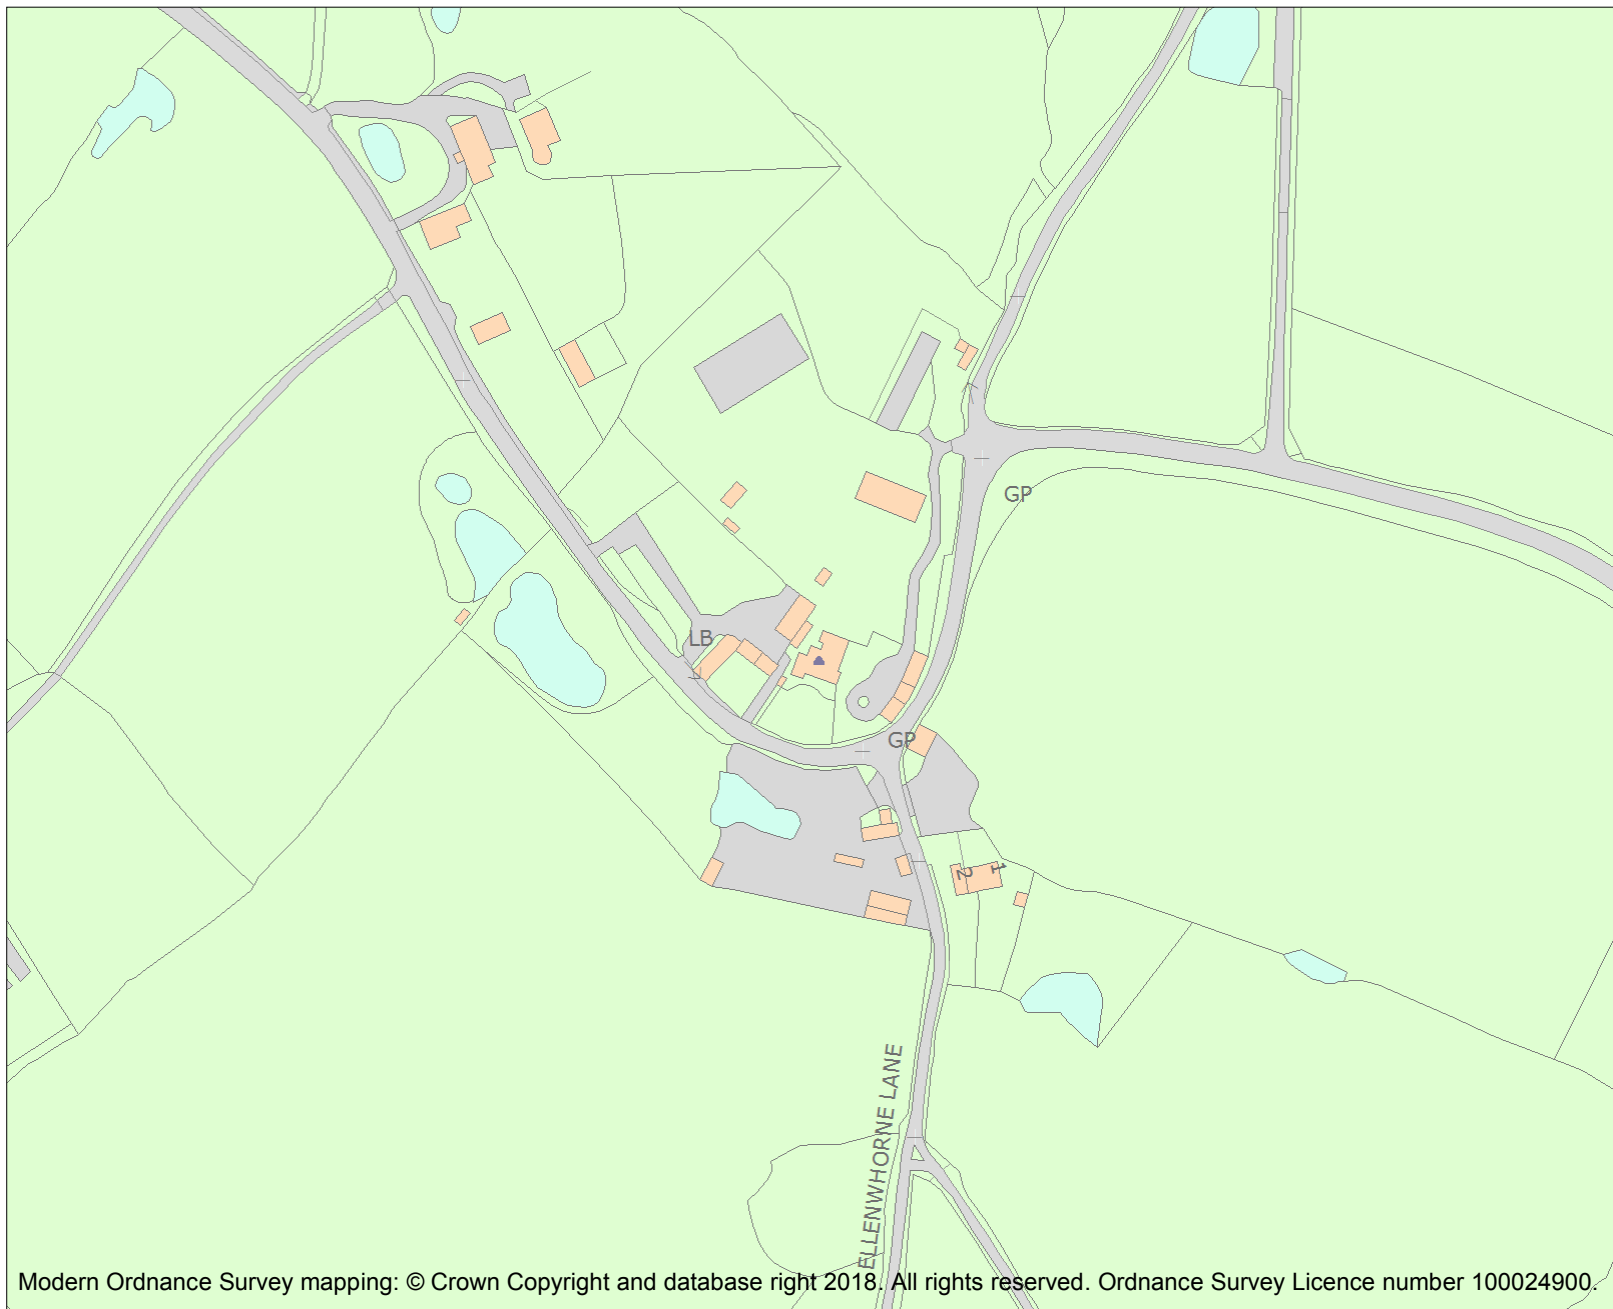 GP
LB
GP
1
2
ELLENWHORNE LANE
Modern Ordnance Survey mapping: © Crown Copyright and database right 2018. All rights reserved. Ordnance Survey Licence number 100024900.